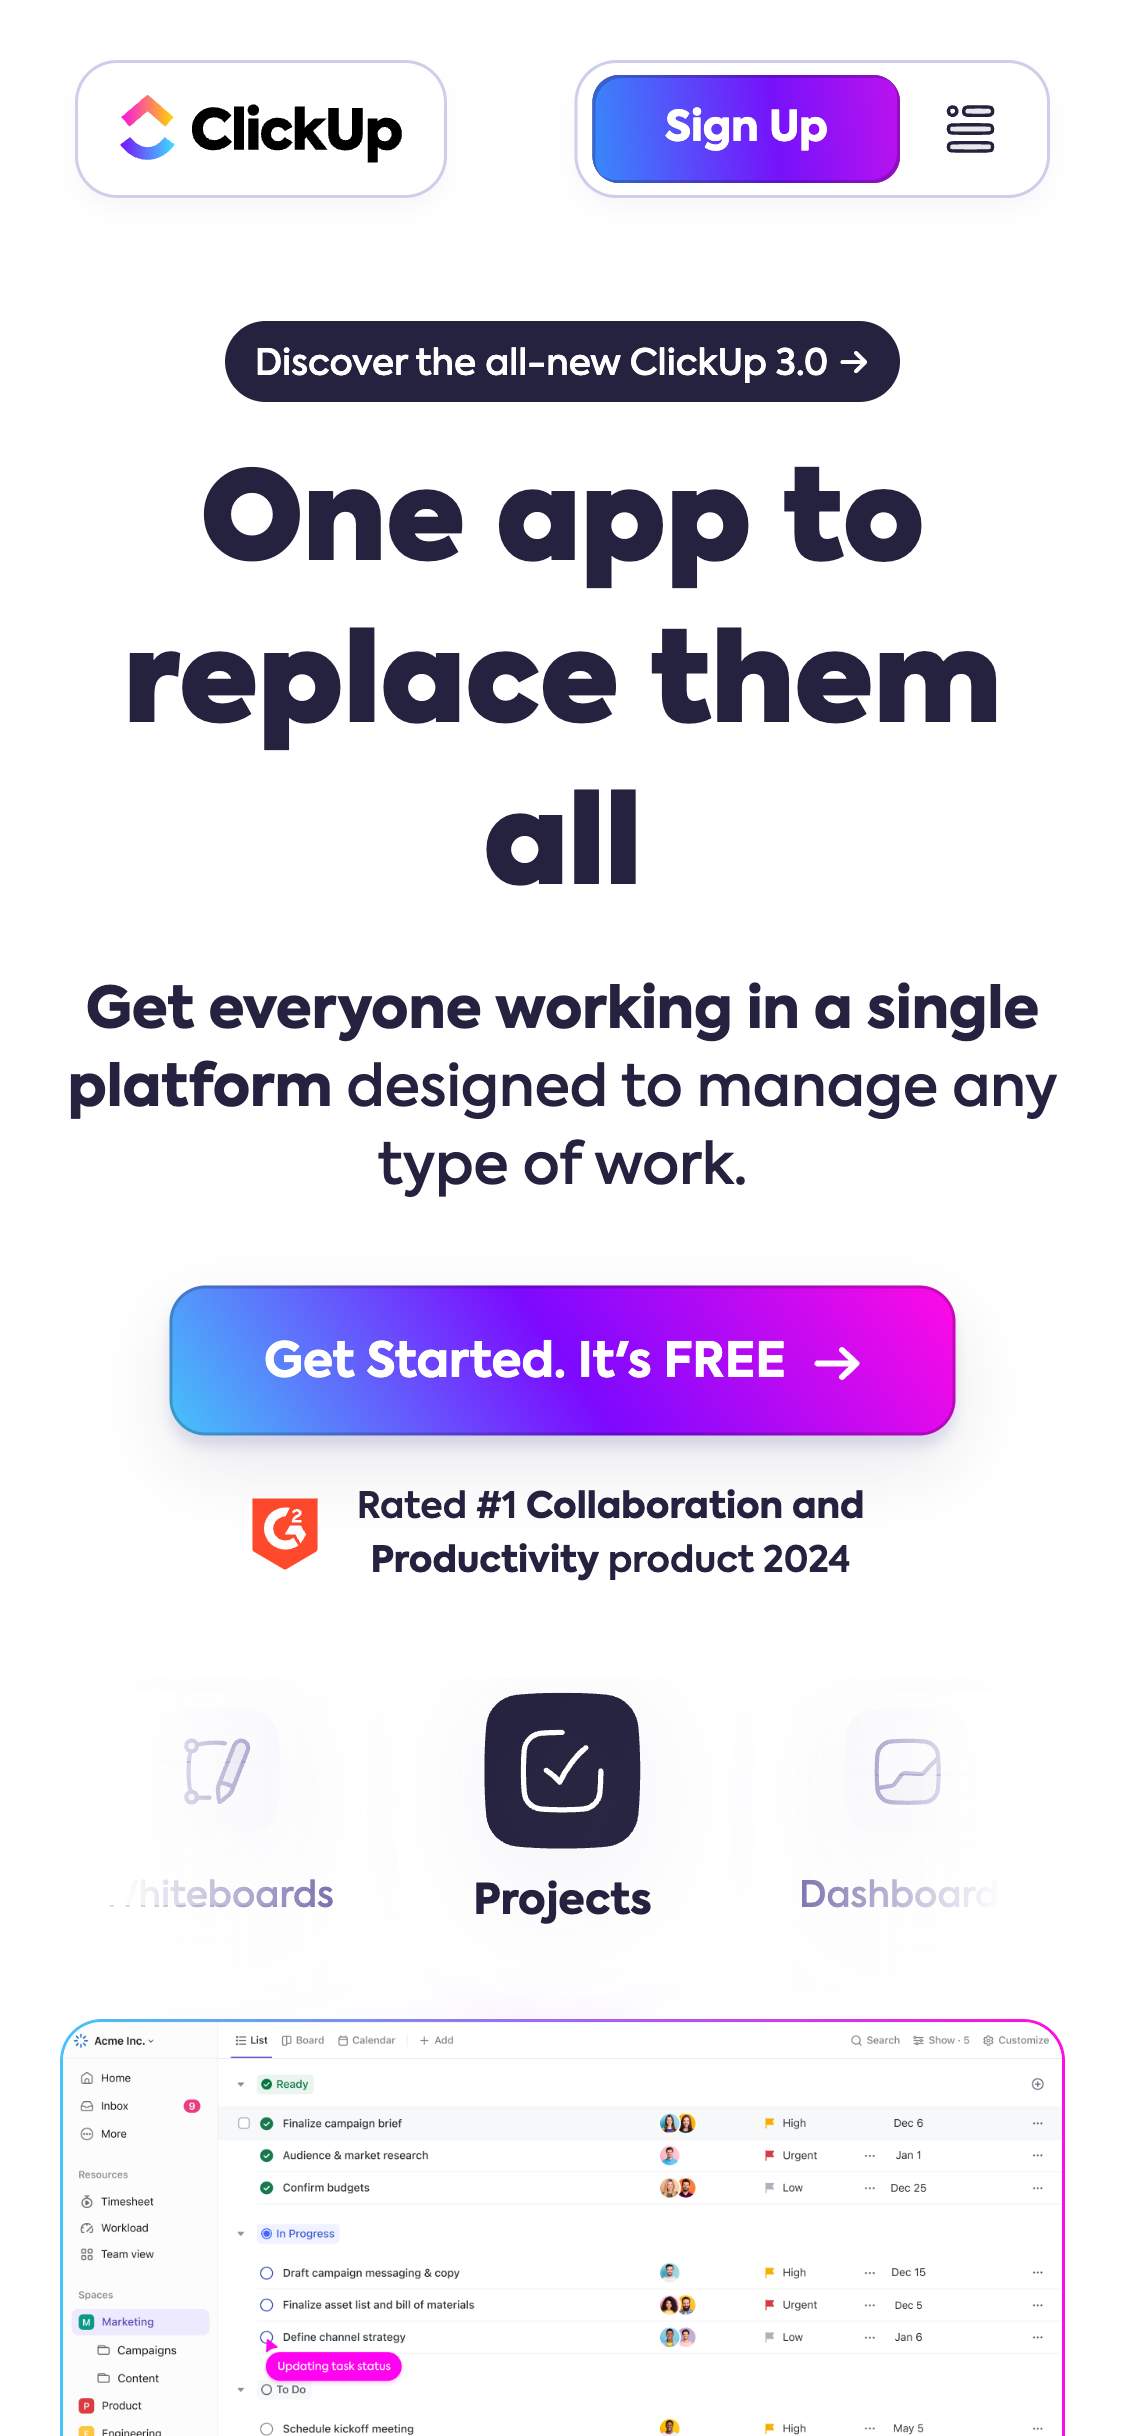 ClickUp
Sign Up
Discover the all-new ClickUp 3.0 →
One app to
replace them
all
Get everyone working in a single
platform designed to manage any
type of work.
Get Started. It's FREE →
G2
Rated #1 Collaboration and
Productivity product 2024
Whiteboards
Projects
Dashboard
Acme Inc.
List Board Calendar + Add Search Show · 5 Customize
Home
Inbox 9
More
Resources
Timesheet
Workload
Team view
Spaces
M Marketing
Campaigns
Content
P Product
E Engineering
Ready
Finalize campaign brief High Dec 6 ...
Audience & market research Urgent ... Jan 1 ...
Confirm budgets Low ... Dec 25 ...
In Progress
Draft campaign messaging & copy High ... Dec 15 ...
Finalize asset list and bill of materials Urgent ... Dec 5 ...
Define channel strategy Low ... Jan 6 ...
Updating task status
To Do
Schedule kickoff meeting High ... May 5 ...